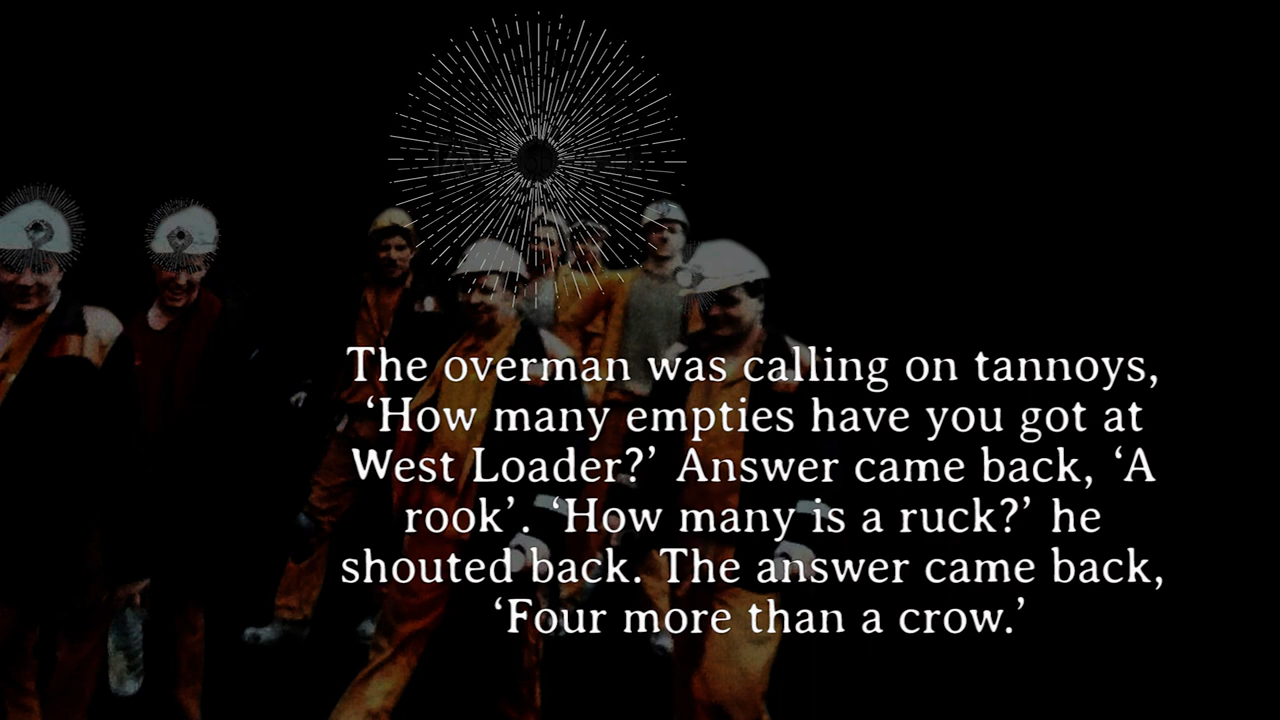 The overman was calling on tannoys,
‘How many empties have you got at
West Loader?’ Answer came back, ‘A
rook’. ‘How many is a ruck?’ he
shouted back. The answer came back,
‘Four more than a crow.’